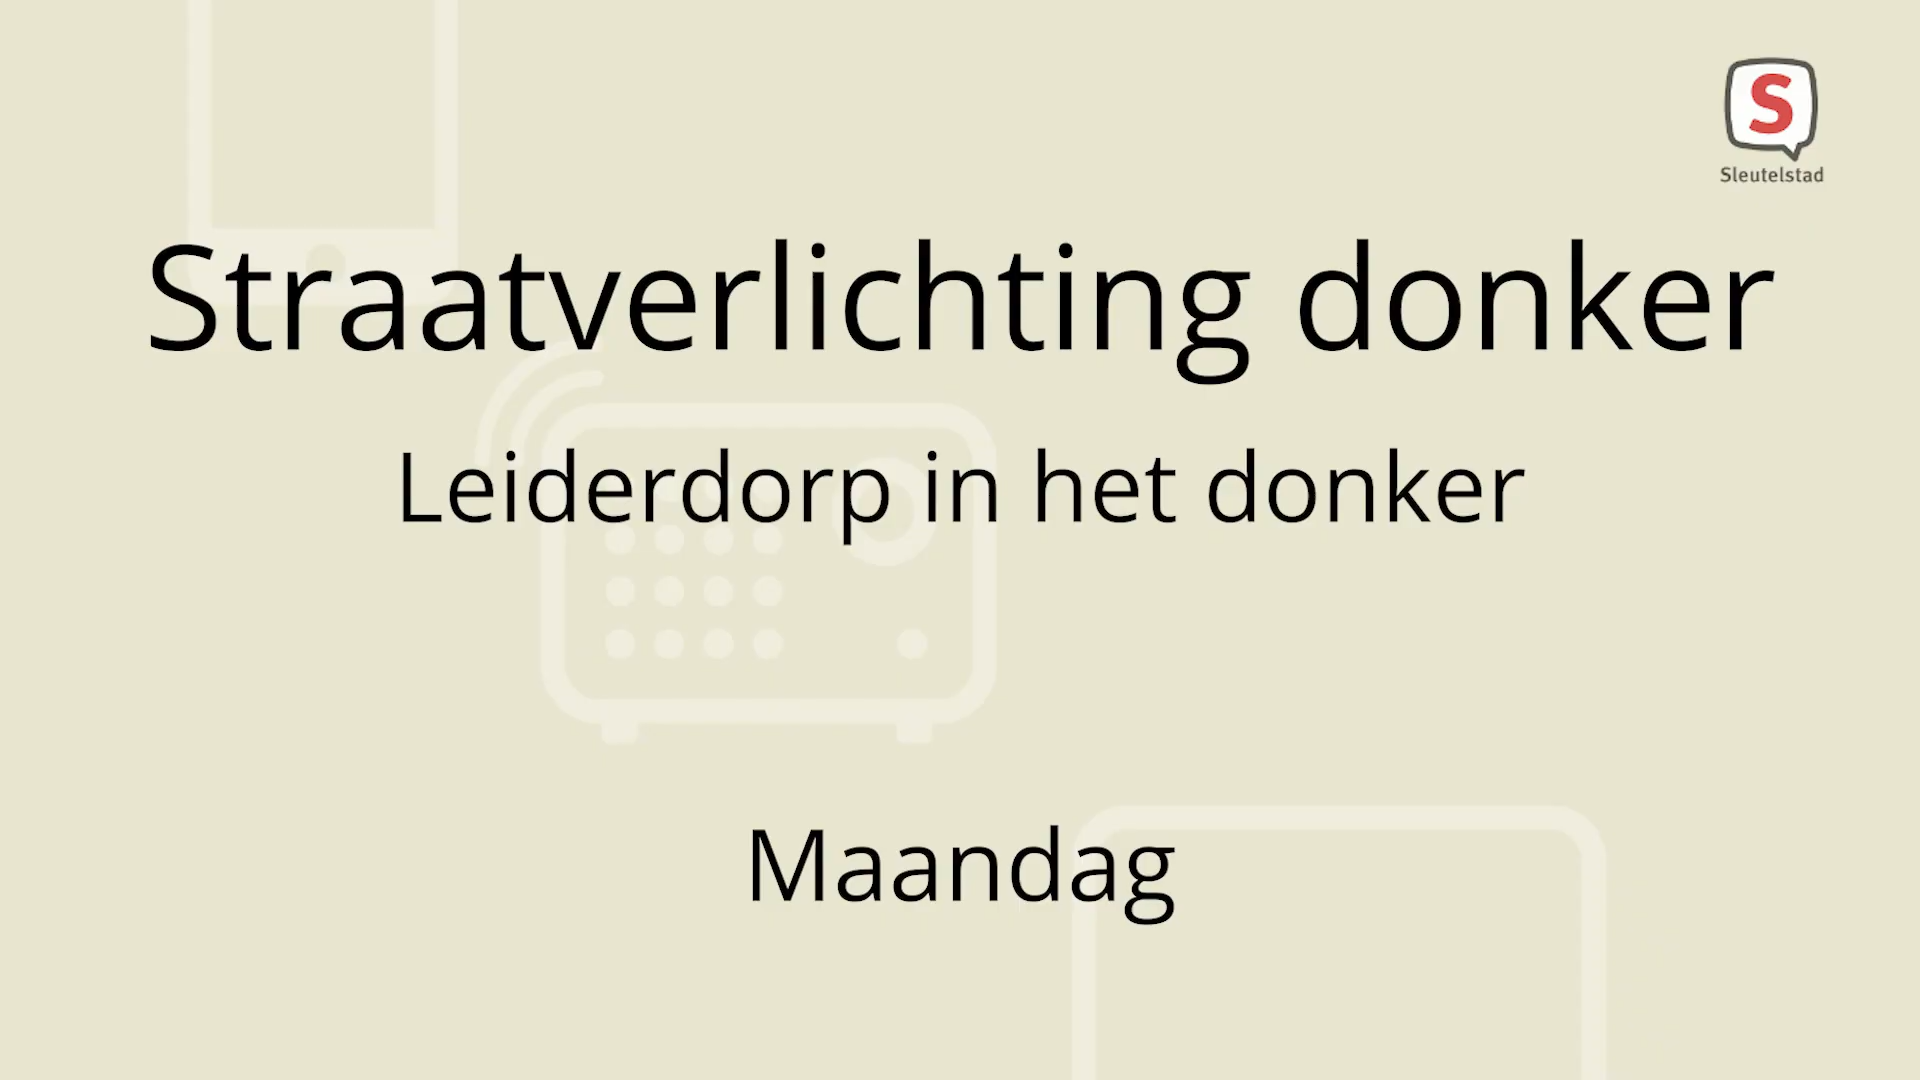 S
Sleutelstad
Straatverlichting donker
Leiderdorp in het donker
Maandag